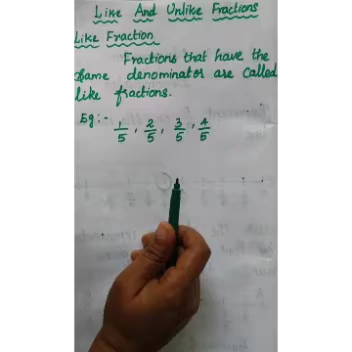 Like And Unlike Fractions
Like Fraction
Fractions that have the
same denominator are called
like fractions.
Eg:- 1/5, 2/5, 3/5, 4/5